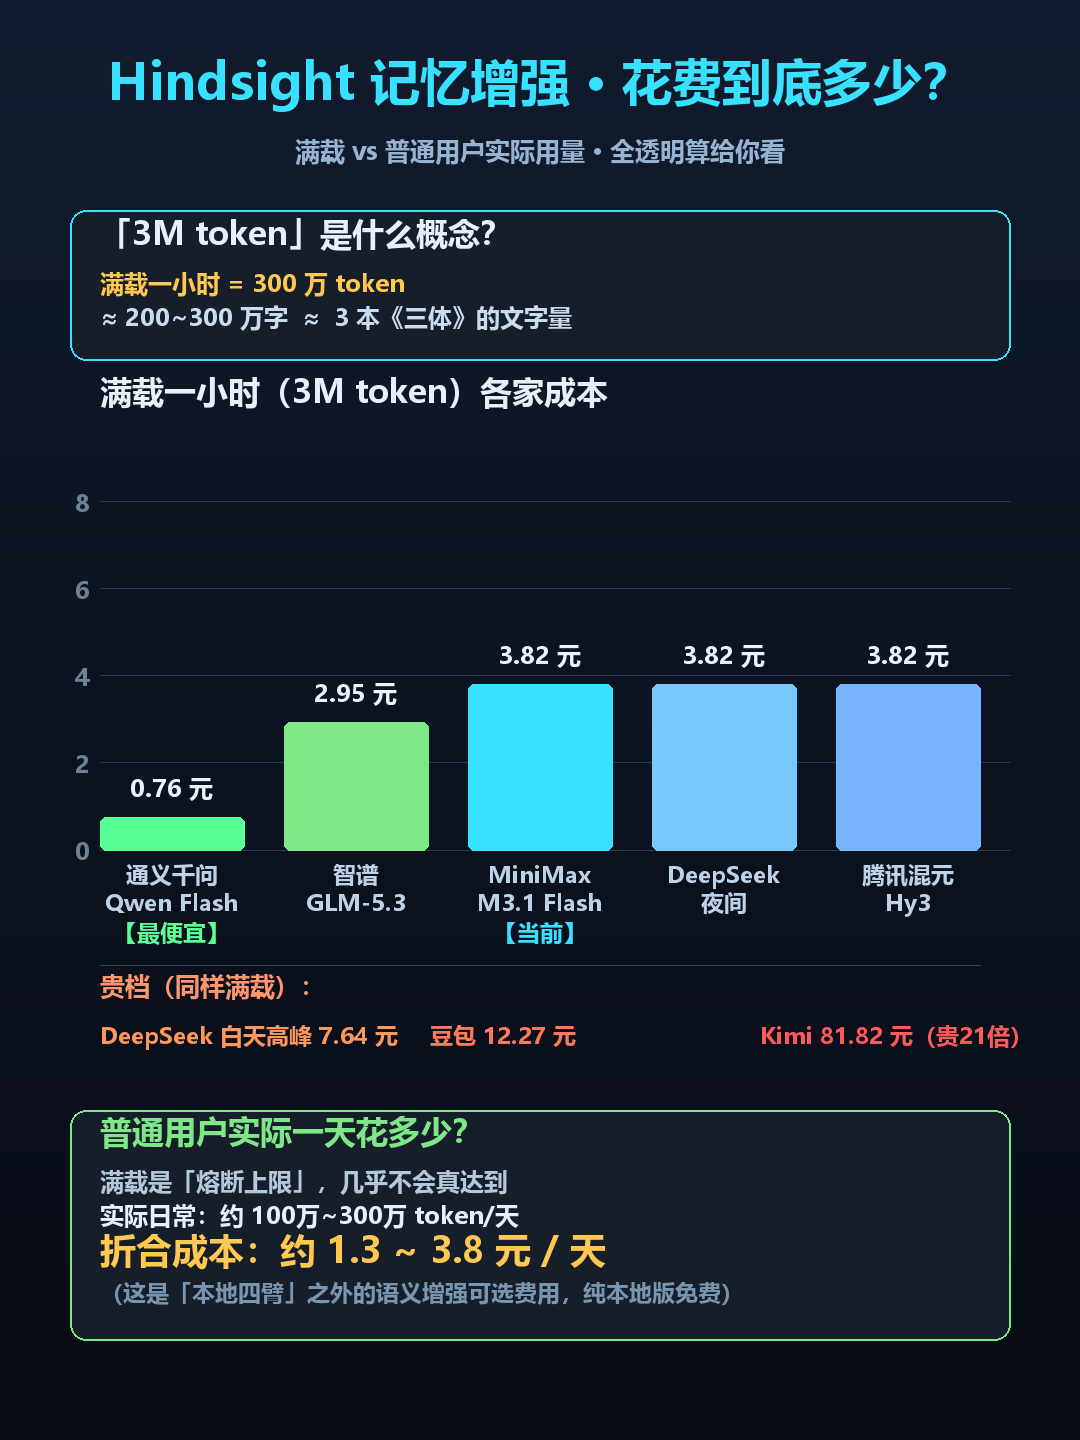 Hindsight 记忆增强 · 花费到底多少？
满载 vs 普通用户实际用量 · 全透明算给你看
「3M token」是什么概念？
满载一小时 = 300 万 token
≈ 200~300 万字 ≈ 3 本《三体》的文字量
满载一小时（3M token）各家成本
8
6
4
2
0
0.76 元
2.95 元
3.82 元
3.82 元
3.82 元
通义千问
Qwen Flash
【最便宜】
智谱
GLM-5.3
MiniMax
M3.1 Flash
【当前】
DeepSeek
夜间
腾讯混元
Hy3
贵档（同样满载）：
DeepSeek 白天高峰 7.64 元 豆包 12.27 元 Kimi 81.82 元（贵21倍）
普通用户实际一天花多少？
满载是「熔断上限」，几乎不会真达到
实际日常：约 100万~300万 token/天
折合成本：约 1.3 ~ 3.8 元 / 天
（这是「本地四臂」之外的语义增强可选费用，纯本地版免费）